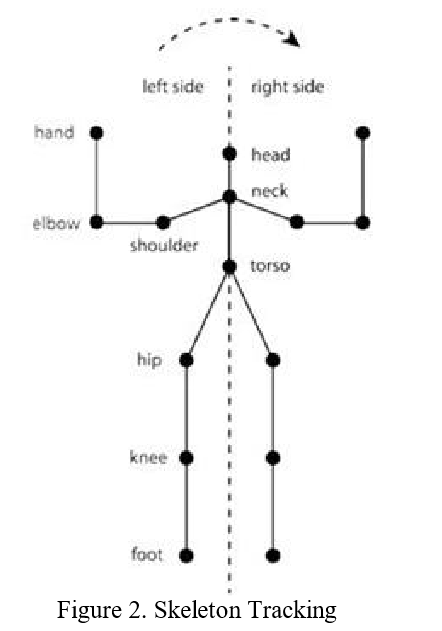 left side right side
hand
head
neck
elbow
shoulder
torso
hip
knee
foot
Figure 2. Skeleton Tracking